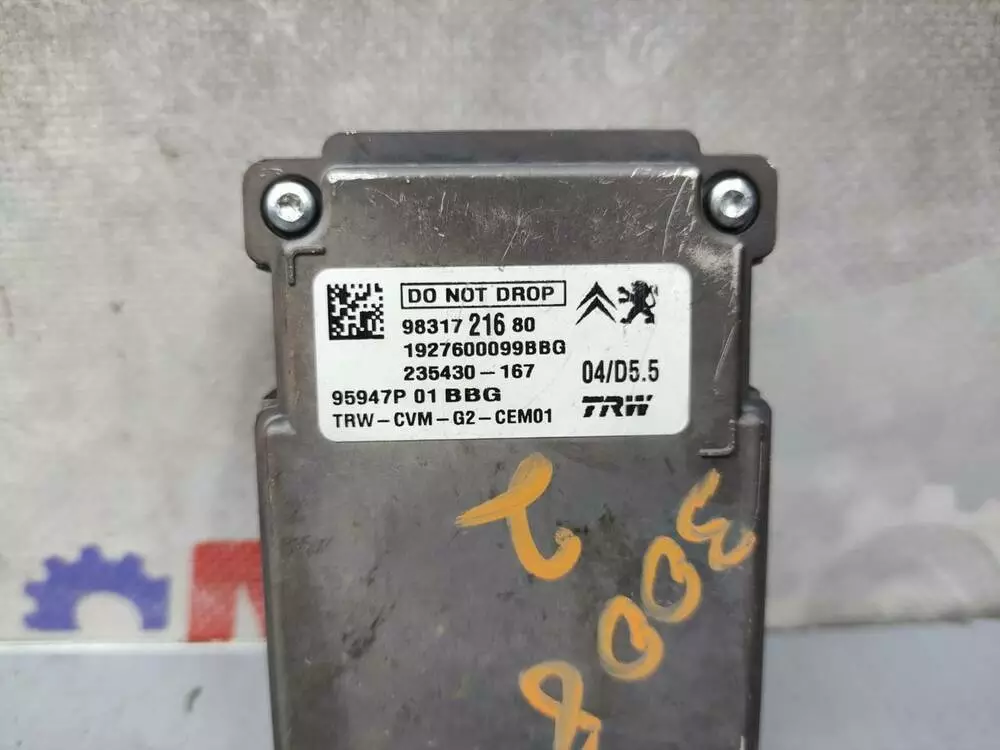 DO NOT DROP
98317 216 80
1927600099BBG
235430-167
04/D5.5
95947P 01 BBG
TRW
TRW-CVM-G2-CEM01
2
3008